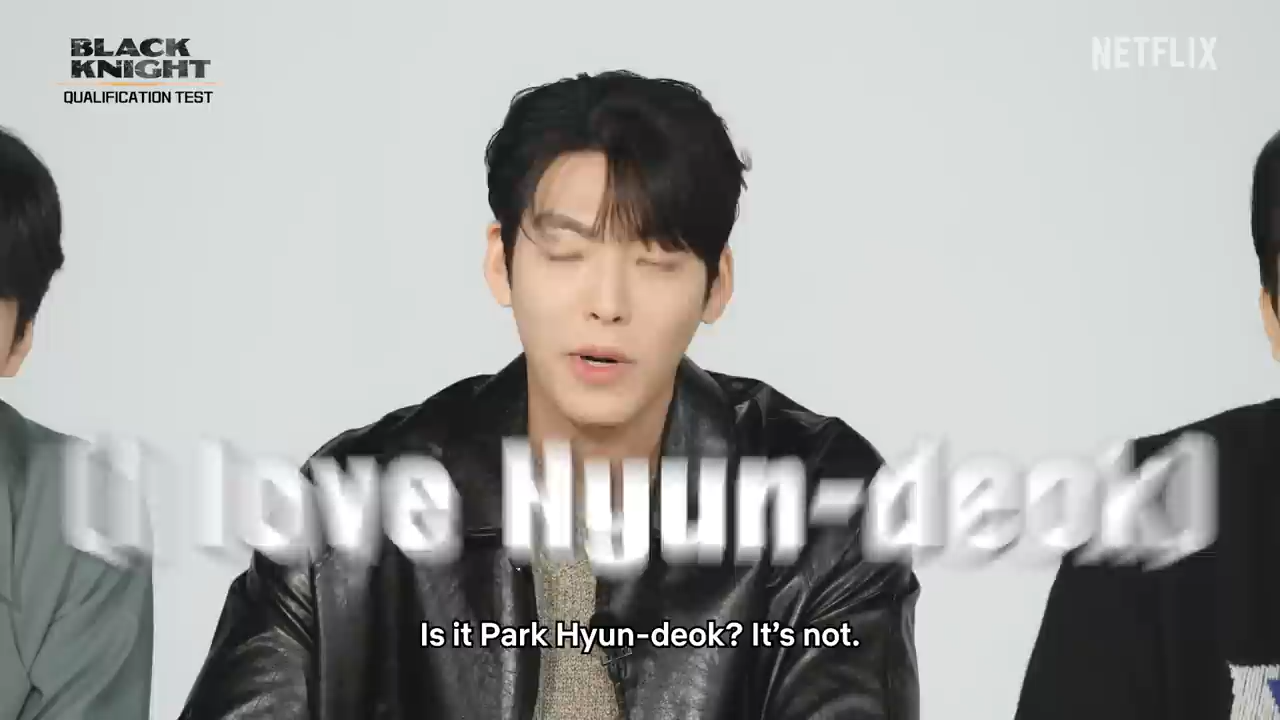 BLACK
KNIGHT
QUALIFICATION TEST
NETFLIX
(I love Hyun-deok)
Is it Park Hyun-deok? It's not.